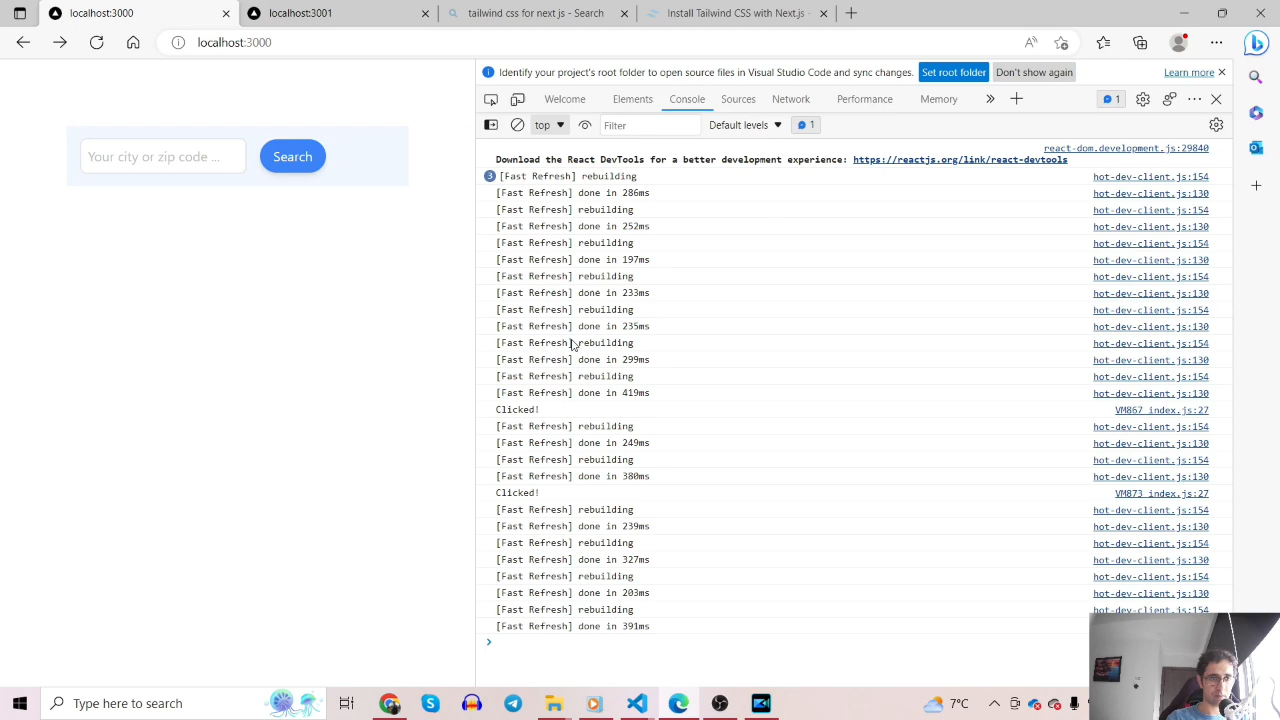 localhost:3000
localhost:3001
tailwind css for next js - Search
Install Tailwind CSS with Next.js -
localhost:3000
Identify your project's root folder to open source files in Visual Studio Code and sync changes.
Set root folder
Don't show again
Learn more
Welcome
Elements
Console
Sources
Network
Performance
Memory
1
top
Filter
Default levels
1
Your city or zip code ...
Search
react-dom.development.js:29840
Download the React DevTools for a better development experience: https://reactjs.org/link/react-devtools
3 [Fast Refresh] rebuilding hot-dev-client.js:154
[Fast Refresh] done in 286ms hot-dev-client.js:130
[Fast Refresh] rebuilding hot-dev-client.js:154
[Fast Refresh] done in 252ms hot-dev-client.js:130
[Fast Refresh] rebuilding hot-dev-client.js:154
[Fast Refresh] done in 197ms hot-dev-client.js:130
[Fast Refresh] rebuilding hot-dev-client.js:154
[Fast Refresh] done in 233ms hot-dev-client.js:130
[Fast Refresh] rebuilding hot-dev-client.js:154
[Fast Refresh] done in 235ms hot-dev-client.js:130
[Fast Refresh] rebuilding hot-dev-client.js:154
[Fast Refresh] done in 299ms hot-dev-client.js:130
[Fast Refresh] rebuilding hot-dev-client.js:154
[Fast Refresh] done in 419ms hot-dev-client.js:130
Clicked! VM867 index.js:27
[Fast Refresh] rebuilding hot-dev-client.js:154
[Fast Refresh] done in 249ms hot-dev-client.js:130
[Fast Refresh] rebuilding hot-dev-client.js:154
[Fast Refresh] done in 380ms hot-dev-client.js:130
Clicked! VM873 index.js:27
[Fast Refresh] rebuilding hot-dev-client.js:154
[Fast Refresh] done in 239ms hot-dev-client.js:130
[Fast Refresh] rebuilding hot-dev-client.js:154
[Fast Refresh] done in 327ms hot-dev-client.js:130
[Fast Refresh] rebuilding hot-dev-client.js:154
[Fast Refresh] done in 203ms hot-dev-client.js:130
[Fast Refresh] rebuilding hot-dev-client.js:154
[Fast Refresh] done in 391ms
Type here to search
7°C